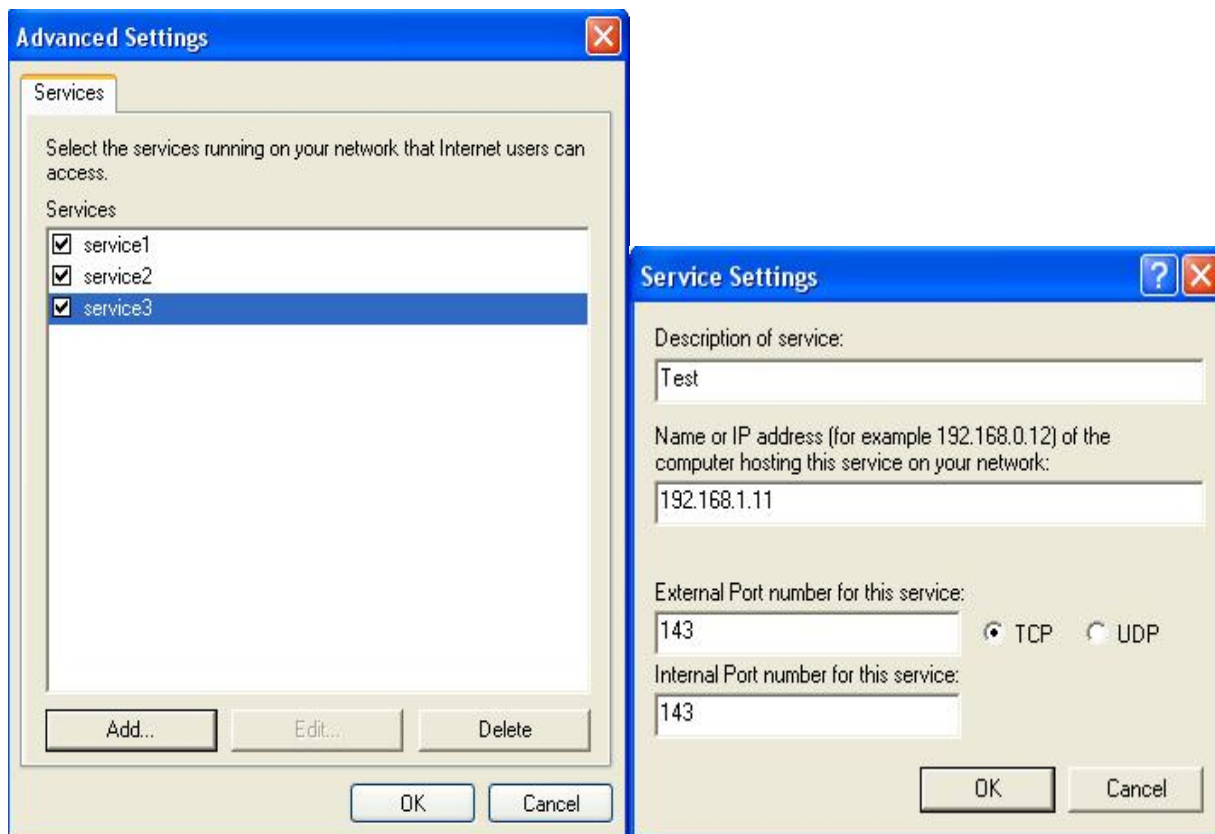 Advanced Settings
Services
Select the services running on your network that Internet users can
access.
Services
service1
service2
service3
Add...
Edit...
Delete
OK
Cancel
Service Settings
Description of service:
Test
Name or IP address (for example 192.168.0.12) of the
computer hosting this service on your network:
192.168.1.11
External Port number for this service:
143
TCP
UDP
Internal Port number for this service:
143
OK
Cancel